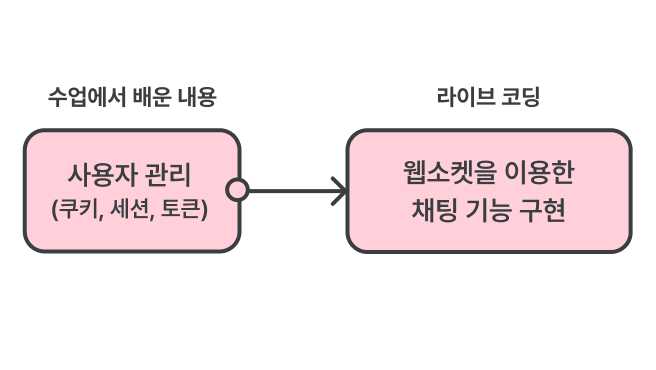 수업에서 배운 내용
라이브 코딩
사용자 관리
(쿠키, 세션, 토큰)
웹소켓을 이용한
채팅 기능 구현